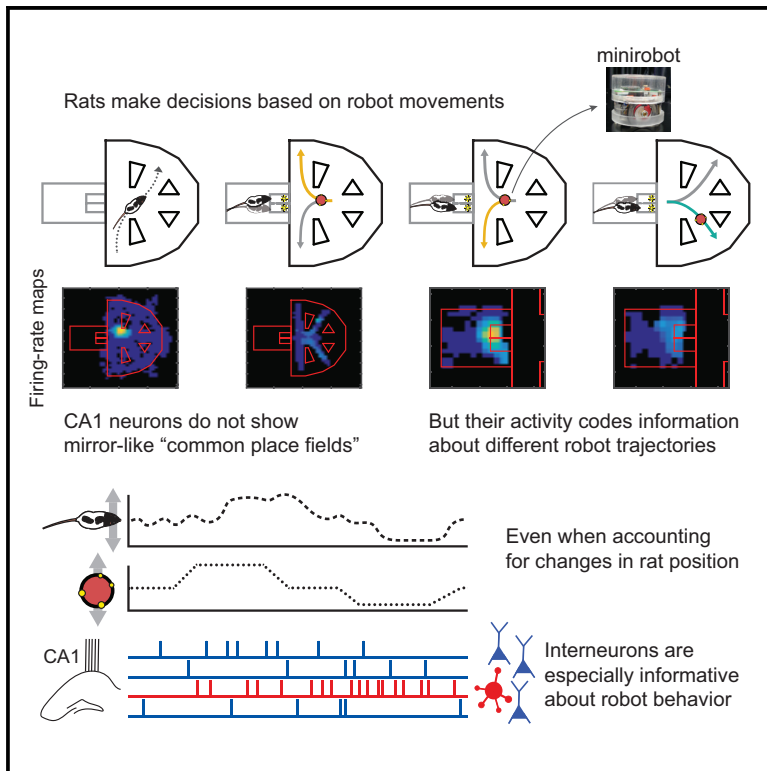 minirobot
Rats make decisions based on robot movements
Firing-rate maps
CA1 neurons do not show
mirror-like “common place fields”
But their activity codes information
about different robot trajectories
Even when accounting
for changes in rat position
CA1
Interneurons are
especially informative
about robot behavior